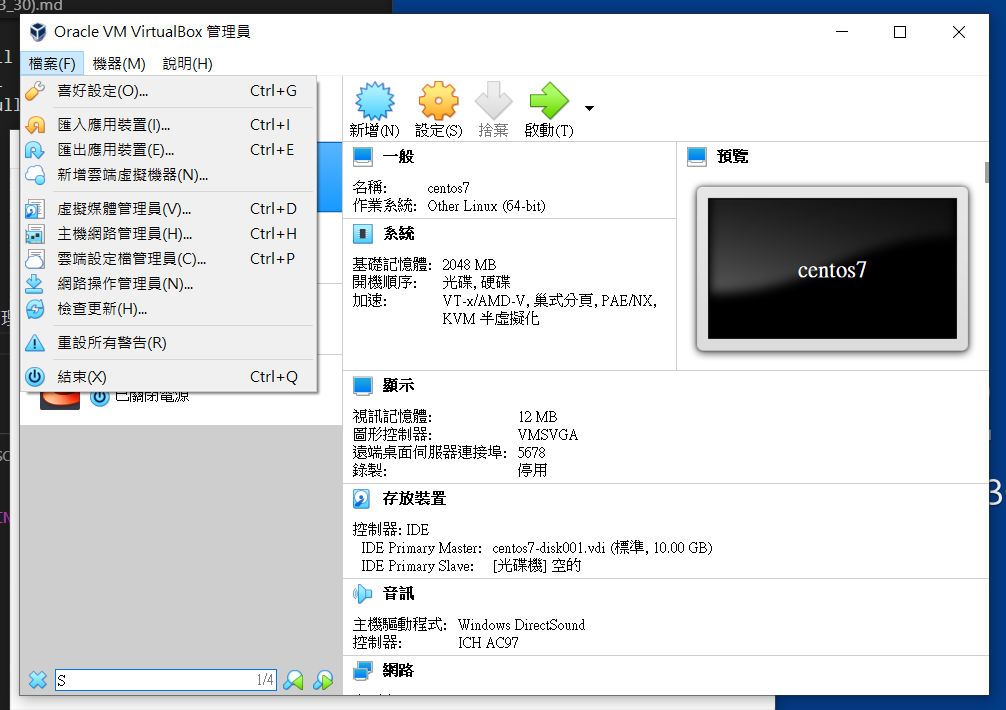 3_30).md
Oracle VM VirtualBox 管理員
檔案(F) 機器(M) 說明(H)
喜好設定(O)... Ctrl+G
匯入應用裝置(I)... Ctrl+I
匯出應用裝置(E)... Ctrl+E
新增雲端虛擬機器(N)...
虛擬媒體管理員(V)... Ctrl+D
主機網路管理員(H)... Ctrl+H
雲端設定檔管理員(C)... Ctrl+P
網路操作管理員(N)...
檢查更新(H)...
重設所有警告(R)
結束(X) Ctrl+Q
已關閉電源
S 1/4
新增(N) 設定(S) 捨棄 啟動(T)
一般
名稱: centos7
作業系統: Other Linux (64-bit)
預覽
centos7
系統
基礎記憶體: 2048 MB
開機順序: 光碟, 硬碟
加速: VT-x/AMD-V, 巢式分頁, PAE/NX,
KVM 半虛擬化
顯示
視訊記憶體: 12 MB
圖形控制器: VMSVGA
遠端桌面伺服器連接埠: 5678
錄製: 停用
存放裝置
控制器: IDE
IDE Primary Master: centos7-disk001.vdi (標準, 10.00 GB)
IDE Primary Slave: [光碟機] 空的
音訊
主機驅動程式: Windows DirectSound
控制器: ICH AC97
網路
3